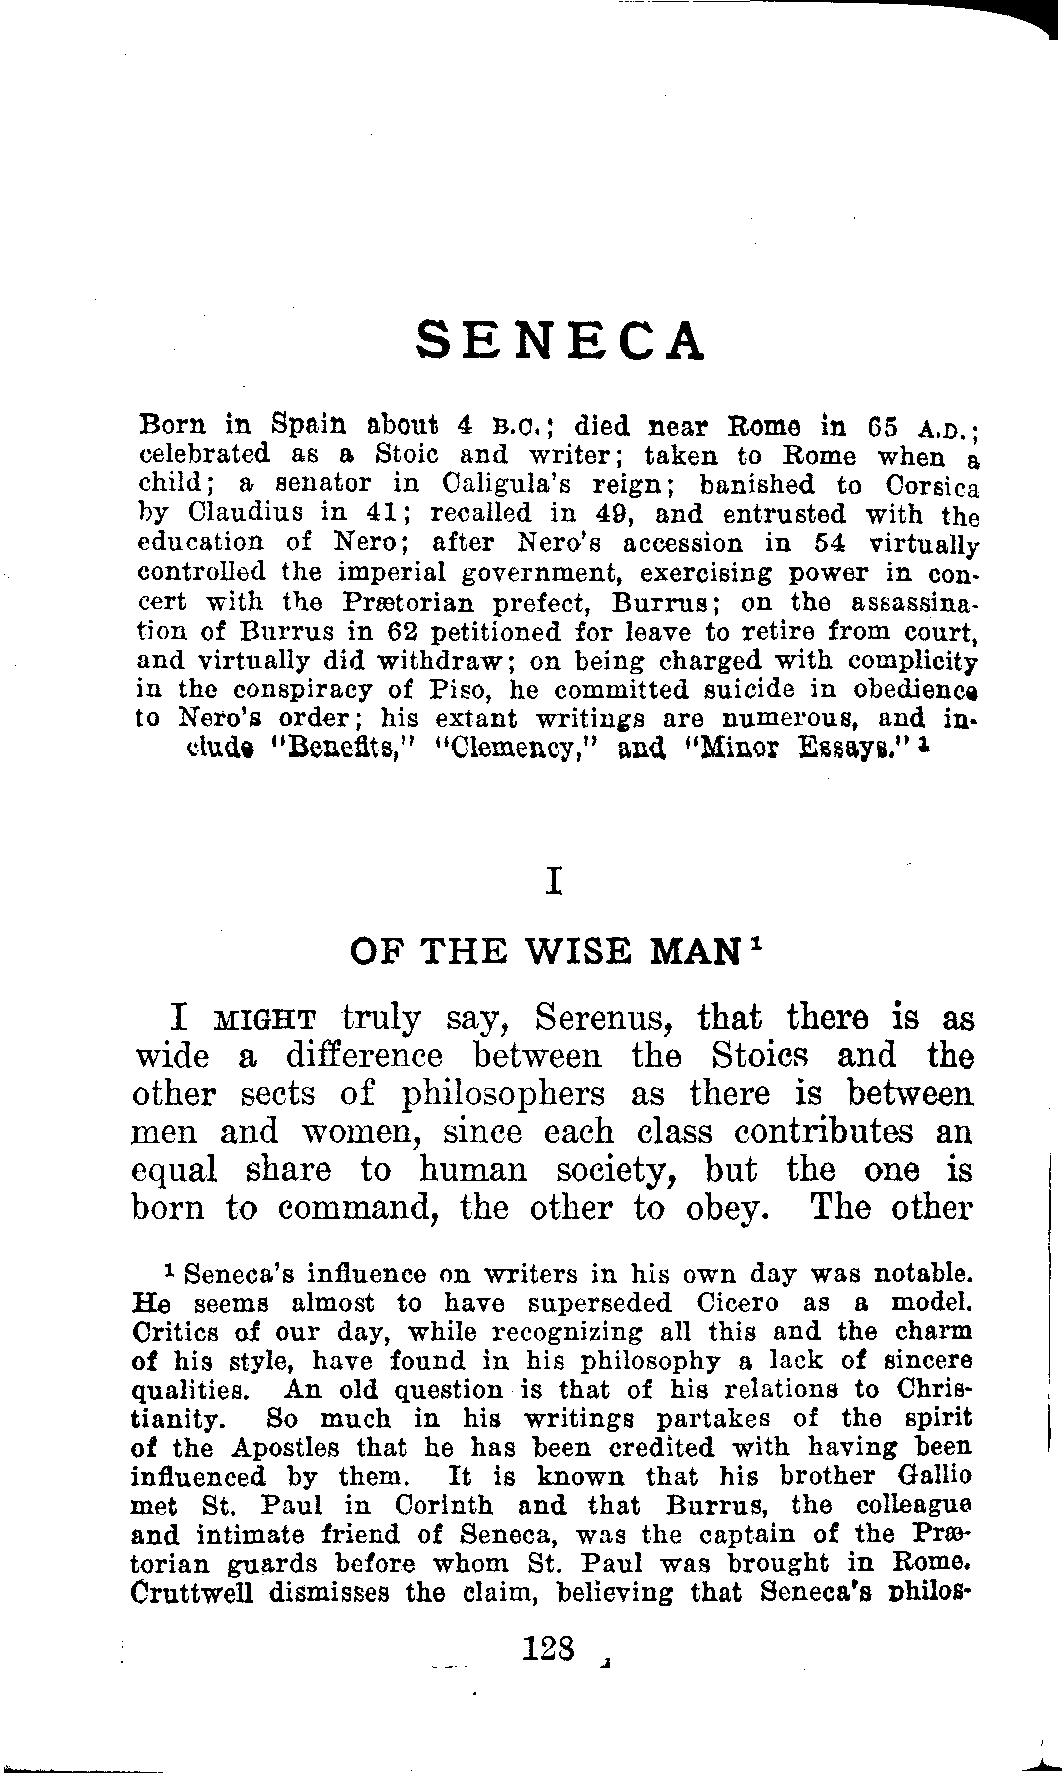 SENECA
Born in Spain about 4 B.C.; died near Rome in 65 A.D.;
celebrated as a Stoic and writer; taken to Rome when a
child; a senator in Caligula's reign; banished to Corsica
by Claudius in 41; recalled in 49, and entrusted with the
education of Nero; after Nero's accession in 54 virtually
controlled the imperial government, exercising power in con-
cert with the Prætorian prefect, Burrus; on the assassina-
tion of Burrus in 62 petitioned for leave to retire from court,
and virtually did withdraw; on being charged with complicity
in the conspiracy of Piso, he committed suicide in obedience
to Nero's order; his extant writings are numerous, and in-
clude "Benefits," "Clemency," and "Minor Essays." ¹
I
OF THE WISE MAN ¹
I MIGHT truly say, Serenus, that there is as
wide a difference between the Stoics and the
other sects of philosophers as there is between
men and women, since each class contributes an
equal share to human society, but the one is
born to command, the other to obey. The other
¹ Seneca's influence on writers in his own day was notable.
He seems almost to have superseded Cicero as a model.
Critics of our day, while recognizing all this and the charm
of his style, have found in his philosophy a lack of sincere
qualities. An old question is that of his relations to Chris-
tianity. So much in his writings partakes of the spirit
of the Apostles that he has been credited with having been
influenced by them. It is known that his brother Gallio
met St. Paul in Corinth and that Burrus, the colleague
and intimate friend of Seneca, was the captain of the Præ-
torian guards before whom St. Paul was brought in Rome.
Cruttwell dismisses the claim, believing that Seneca's philos-
128